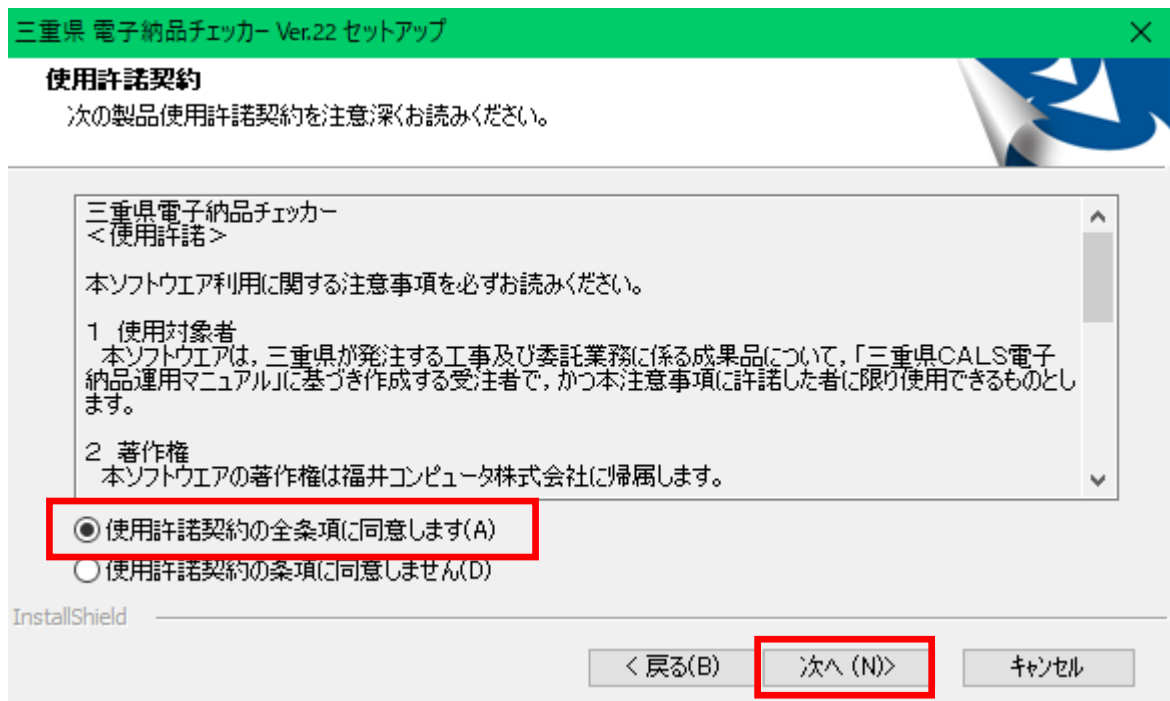 三重県 電子納品チェッカー Ver.22 セットアップ
使用許諾契約
次の製品使用許諾契約を注意深くお読みください。
三重県電子納品チェッカー
＜使用許諾＞
本ソフトウエア利用に関する注意事項を必ずお読みください。
１ 使用対象者
本ソフトウエアは，三重県が発注する工事及び委託業務に係る成果品について，「三重県ＣＡＬＳ電子
納品運用マニュアル」に基づき作成する受注者で，かつ本注意事項に許諾した者に限り使用できるものとし
ます。
２ 著作権
本ソフトウエアの著作権は福井コンピュータ株式会社に帰属します。
使用許諾契約の全条項に同意します(A)
使用許諾契約の条項に同意しません(D)
InstallShield
< 戻る(B)
次へ (N)>
キャンセル